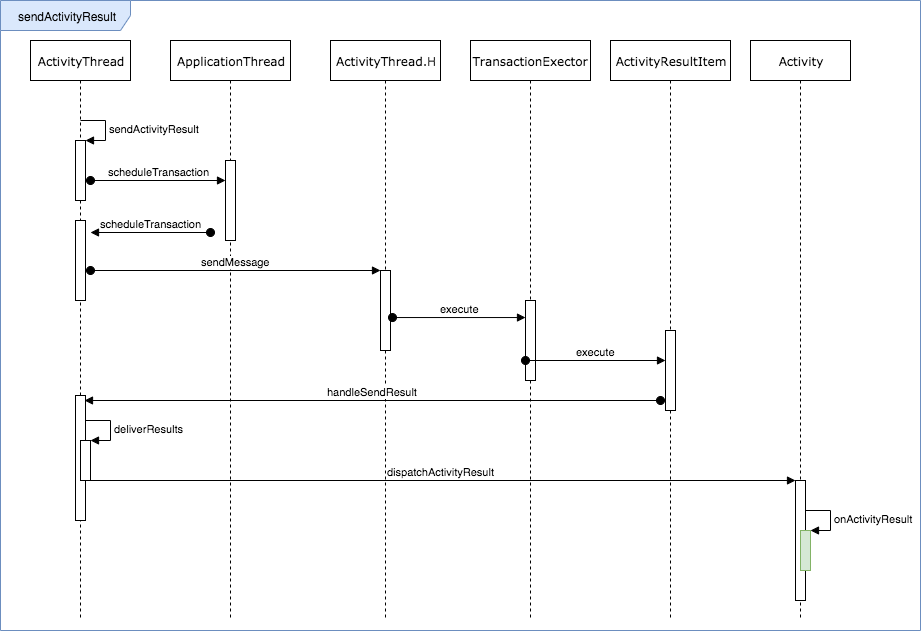 sendActivityResult
ActivityThread
ApplicationThread
ActivityThread.H
TransactionExector
ActivityResultItem
Activity
sendActivityResult
scheduleTransaction
scheduleTransaction
sendMessage
execute
execute
handleSendResult
deliverResults
dispatchActivityResult
onActivityResult